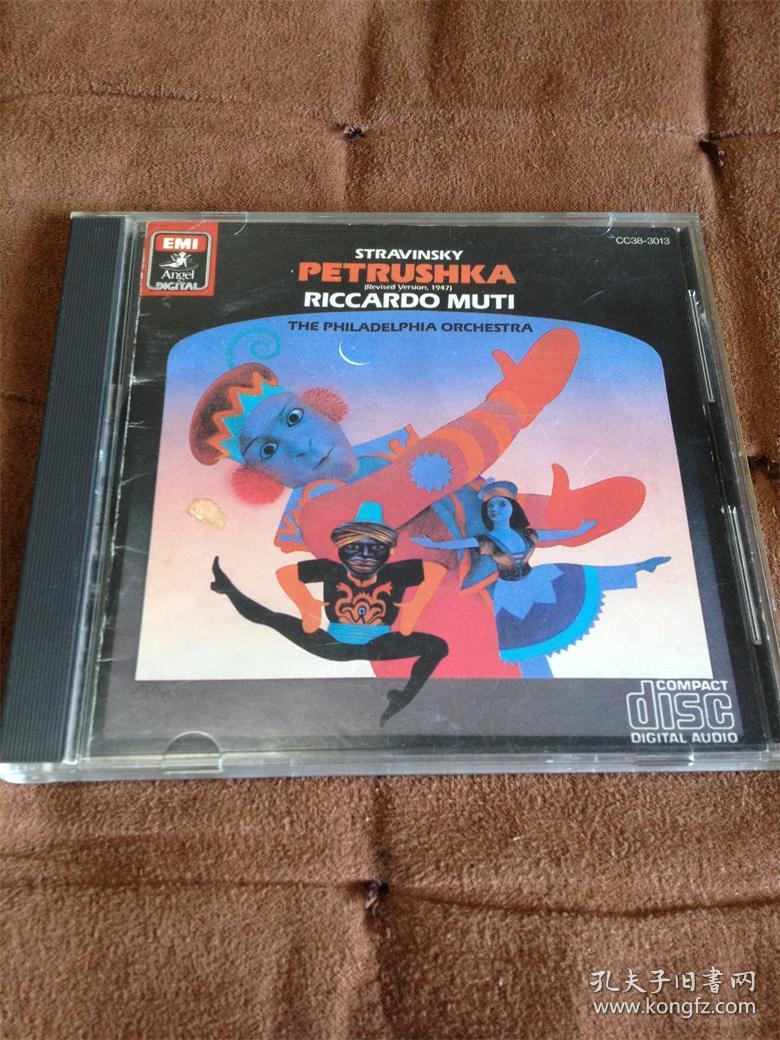 EMI
Angel
DIGITAL
STRAVINSKY
PETRUSHKA
(Revised Version, 1947)
RICCARDO MUTI
THE PHILADELPHIA ORCHESTRA
CC38-3013
COMPACT
disc
DIGITAL AUDIO
孔夫子旧书网
www.kongfz.com